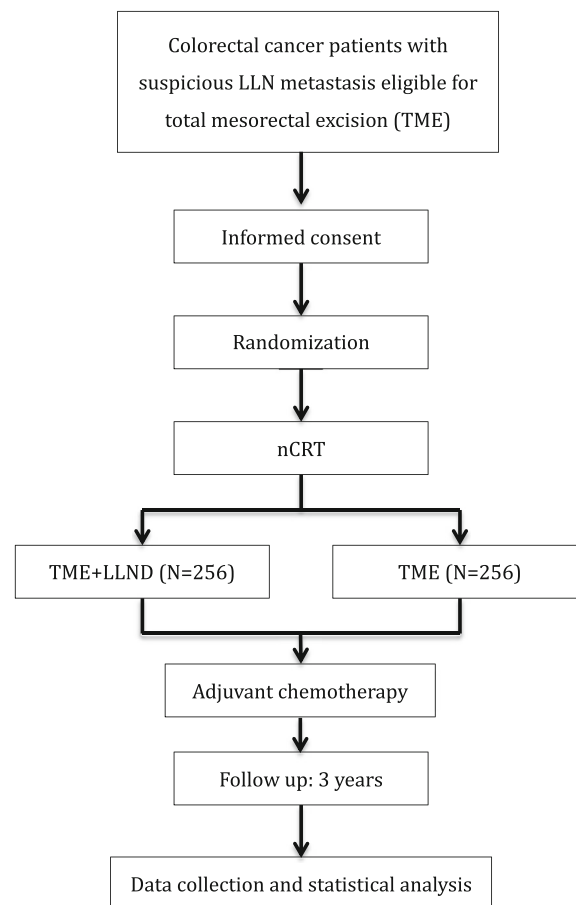 Colorectal cancer patients with
suspicious LLN metastasis eligible for
total mesorectal excision (TME)
Informed consent
Randomization
nCRT
TME+LLND (N=256)
TME (N=256)
Adjuvant chemotherapy
Follow up: 3 years
Data collection and statistical analysis